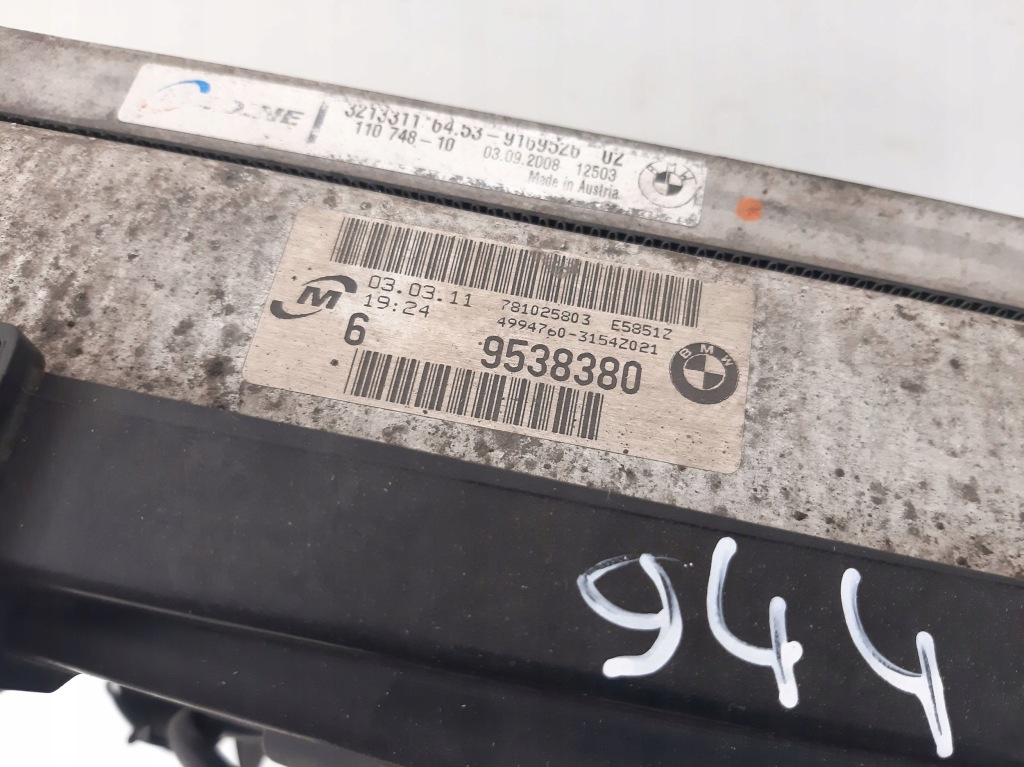 3213311 64.53-9169526 02
110 748-10 03.09.2008 12503
Made in Austria
M 03.03.11 781025803 E5851Z
19:24 4994760-3154Z021
6 9538380 BMW
944